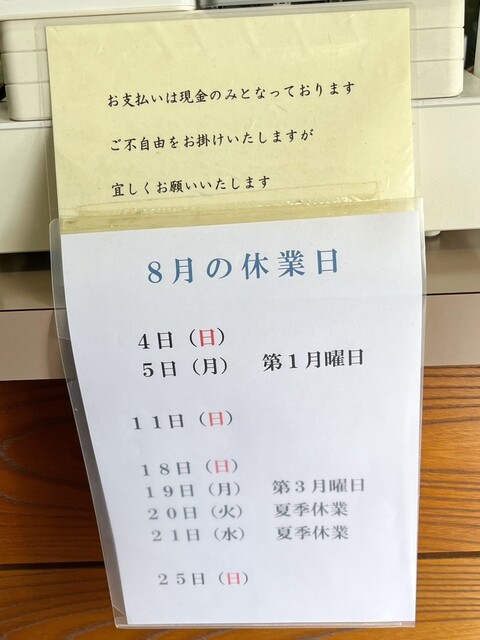 お支払いは現金のみとなっております
ご不自由をお掛けいたしますが
宜しくお願いいたします
8月の休業日
4日（日）
5日（月） 第1月曜日
11日（日）
18日（日）
19日（月） 第3月曜日
20日（火） 夏季休業
21日（水） 夏季休業
25日（日）